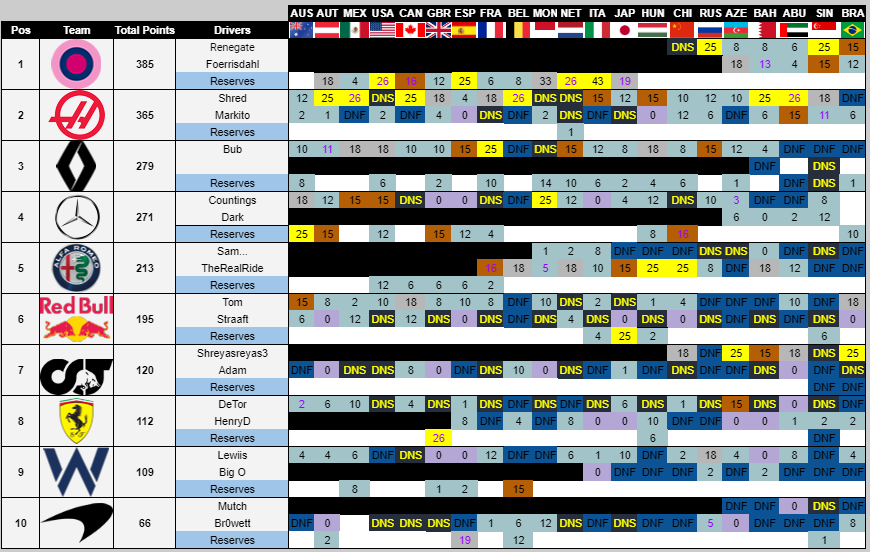 AUS AUT MEX USA CAN GBR ESP FRA BEL MON NET ITA JAP HUN CHI RUS AZE BAH ABU SIN BRA
Pos Team Total Points Drivers
Renegate DNS 25 8 8 6 25 15
1 385 Foerrisdahl 18 13 4 15 12
Reserves 18 4 26 16 12 25 6 8 33 26 43 19
Shred 12 25 26 DNS 25 18 4 18 26 DNS DNS 15 12 15 10 12 10 25 26 18 DNF
2 365 Markito 2 1 DNF 2 DNF 4 0 DNS DNF 2 DNS DNF DNS 0 12 6 DNF 6 15 11 6
Reserves 1
Bub 10 11 18 18 10 10 15 25 DNF DNS 15 12 8 18 8 15 12 4 DNF DNF DNF
3 279 DNF DNS
Reserves 8 6 2 10 14 10 6 2 4 6 1 DNF DNS 1
Countings 18 12 15 15 DNS 0 0 DNS DNF 25 12 0 4 12 DNS 10 3 DNF DNS 8
4 271 Dark 6 0 2 12
Reserves 25 15 12 15 12 4 8 16 10
Sam... 1 2 8 DNF DNF DNF DNS DNS 0 DNF DNS DNF
5 ALFA ROMEO 213 TheRealRide 16 18 5 18 10 15 25 25 8 DNF 18 12 DNF DNF
Reserves 12 6 6 6 2
Tom 15 8 2 10 18 8 10 8 DNF 10 DNS 2 DNS 1 4 DNF DNF DNF 10 DNF 18
6 Red Bull 195 Straaft 6 0 12 DNS 12 DNS 0 DNS DNF DNS 4 DNF DNS 0 DNS 0 DNS DNF DNS DNS 0
Reserves 4 25 2 6
Shreyasreyas3 18 DNF 25 15 18 DNS 25
7 120 Adam DNF 0 DNS DNS 8 0 DNF DNS 10 0 DNF DNS 1 DNF DNS DNF DNS 0 DNS DNF DNS
Reserves DNF DNF
DeTor 2 6 10 DNS 4 DNS 1 DNS DNF DNS DNF DNS 6 DNS 1 DNS 15 DNS 0 DNS DNF
8 112 HenryD 8 DNF 4 DNF 8 0 0 10 DNF DNF DNF 0 1 2 2
Reserves 26 6 DNF
Lewiis 4 4 6 DNF DNS 0 0 12 DNF DNF 6 1 10 DNF 2 18 4 0 8 DNF 4
9 109 Big O 0 DNF DNF DNF DNF 2 2 DNF DNF DNF DNF
Reserves 8 1 2 15
Mutch DNF DNF 0 DNS DNF
10 66 Br0wett DNF 0 DNS DNS DNS DNF 1 6 12 DNS DNF DNS DNF DNF 5 0 DNF DNF DNF 8
Reserves 2 19 12 1